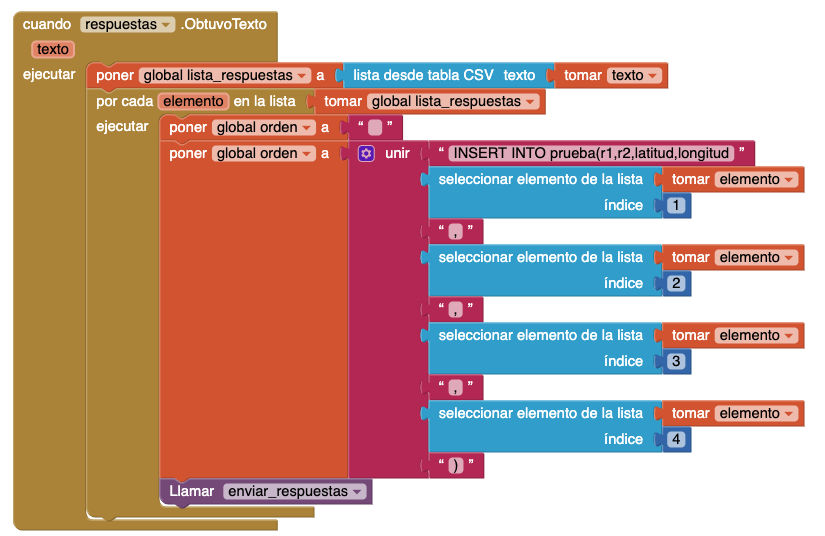 cuando respuestas .ObtuvoTexto
texto
ejecutar poner global lista_respuestas a lista desde tabla CSV texto tomar texto
por cada elemento en la lista tomar global lista_respuestas
ejecutar poner global orden a “ ”
poner global orden a unir “ INSERT INTO prueba(r1,r2,latitud,longitud ”
seleccionar elemento de la lista tomar elemento
índice 1
“ , ”
seleccionar elemento de la lista tomar elemento
índice 2
“ , ”
seleccionar elemento de la lista tomar elemento
índice 3
“ , ”
seleccionar elemento de la lista tomar elemento
índice 4
“ ) ”
Llamar enviar_respuestas